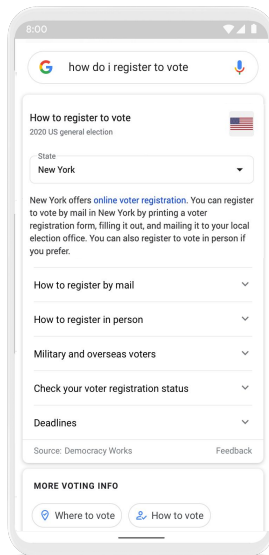 8:00
how do i register to vote
How to register to vote
2020 US general election
State
New York
New York offers online voter registration. You can register
to vote by mail in New York by printing a voter
registration form, filling it out, and mailing it to your local
election office. You can also register to vote in person if
you prefer.
How to register by mail
How to register in person
Military and overseas voters
Check your voter registration status
Deadlines
Source: Democracy Works Feedback
MORE VOTING INFO
Where to vote How to vote